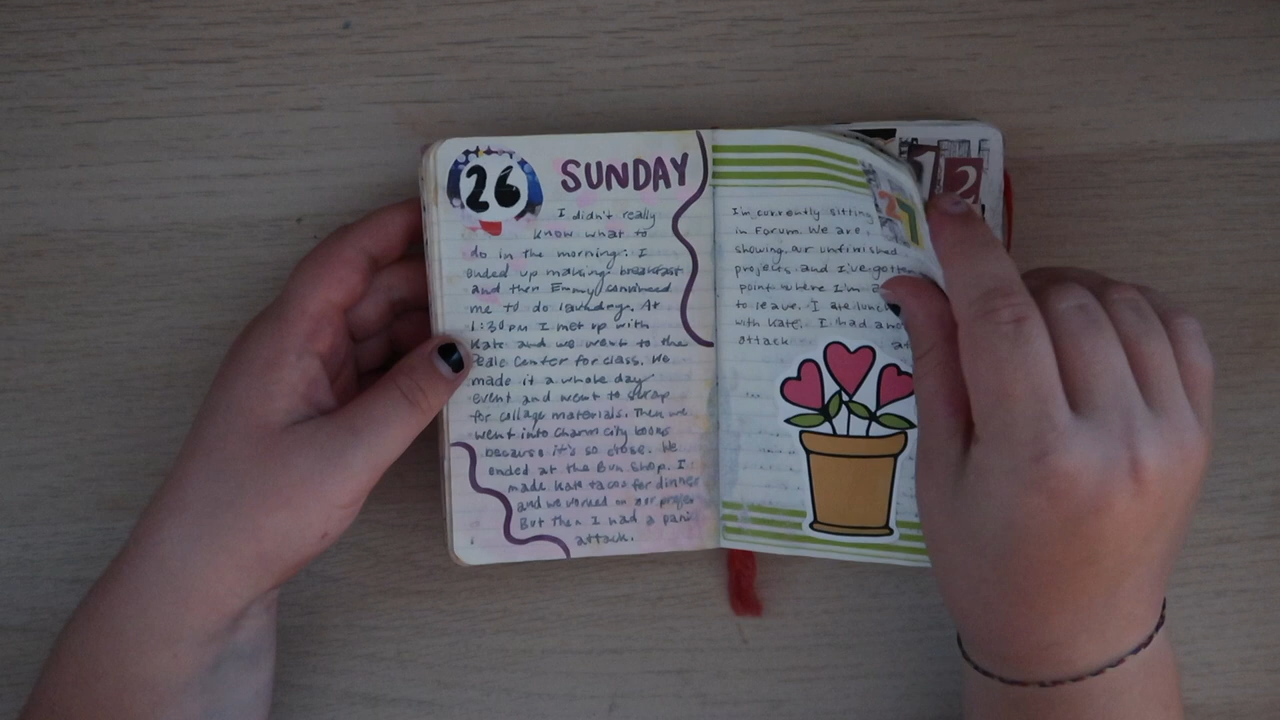 26
SUNDAY
I didn't really
know what to
do in the morning. I
ended up making breakfast
and then Emmy convinced
me to do laundry. At
1:30pm I met up with
Kate and we went to the
Peale Center for class. We
made it a whole day
event and went to scrap
for collage materials. Then we
went into Charm city books
because it's so close. We
ended at the Bun Shop. I
made Kate tacos for dinner
and we worked on our
But then I had a
attack.
27
I'm currently sitting
in Forum. We are
showing our unfinished
projects and I've gotten
point where I'm
to leave. I ate lunch
with Kate. I had
attack
12